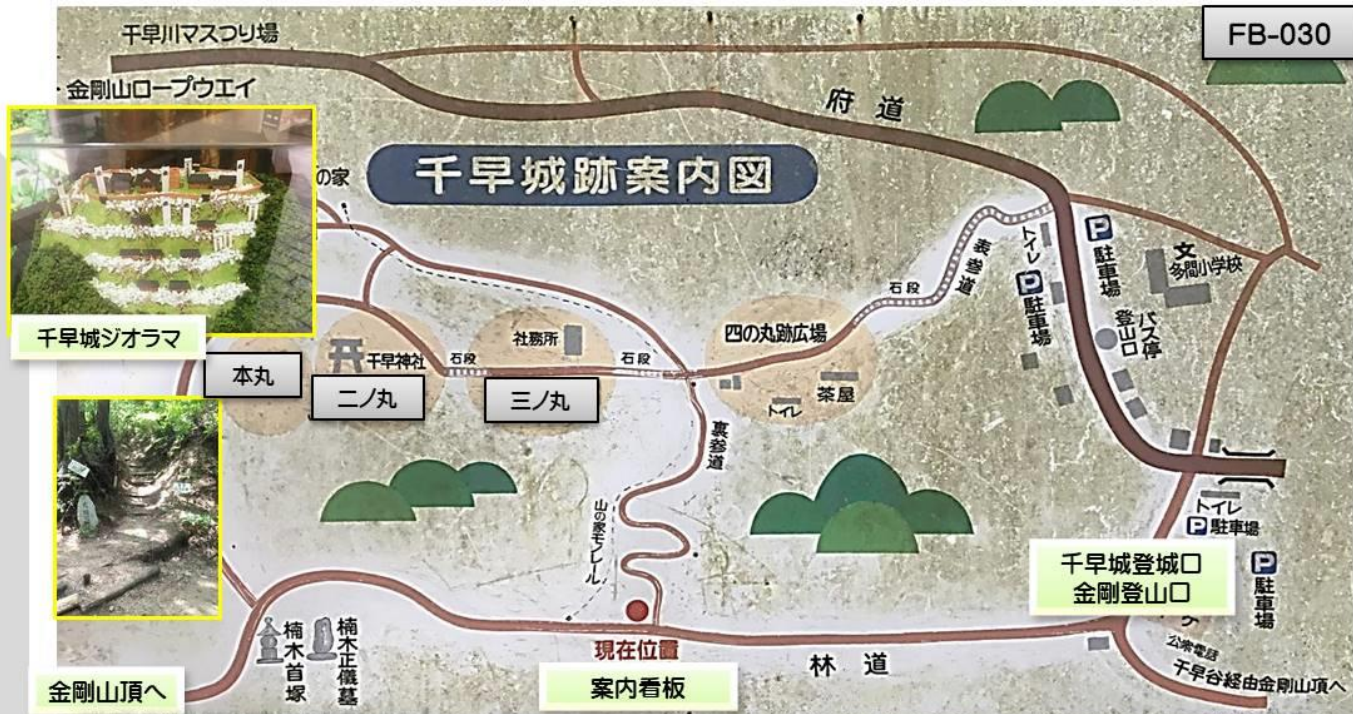 千早川マスつり場
金剛山ロープウエイ
FB-030
府道
千早城跡案内図
の家
千早城ジオラマ
表参道
石段
トイレ
P
駐車場
P
駐車場
文
多聞小学校
バス停
登山口
四の丸跡広場
茶屋
トイレ
社務所
石段
石段
千早神社
本丸
二ノ丸
三ノ丸
裏参道
山の家モノレール
トイレ
P 駐車場
P
駐車場
千早城登城口
金剛登山口
公衆電話
千早谷経由金剛山頂へ
現在位置
案内看板
林道
楠木首塚
楠木正儀墓
金剛山頂へ